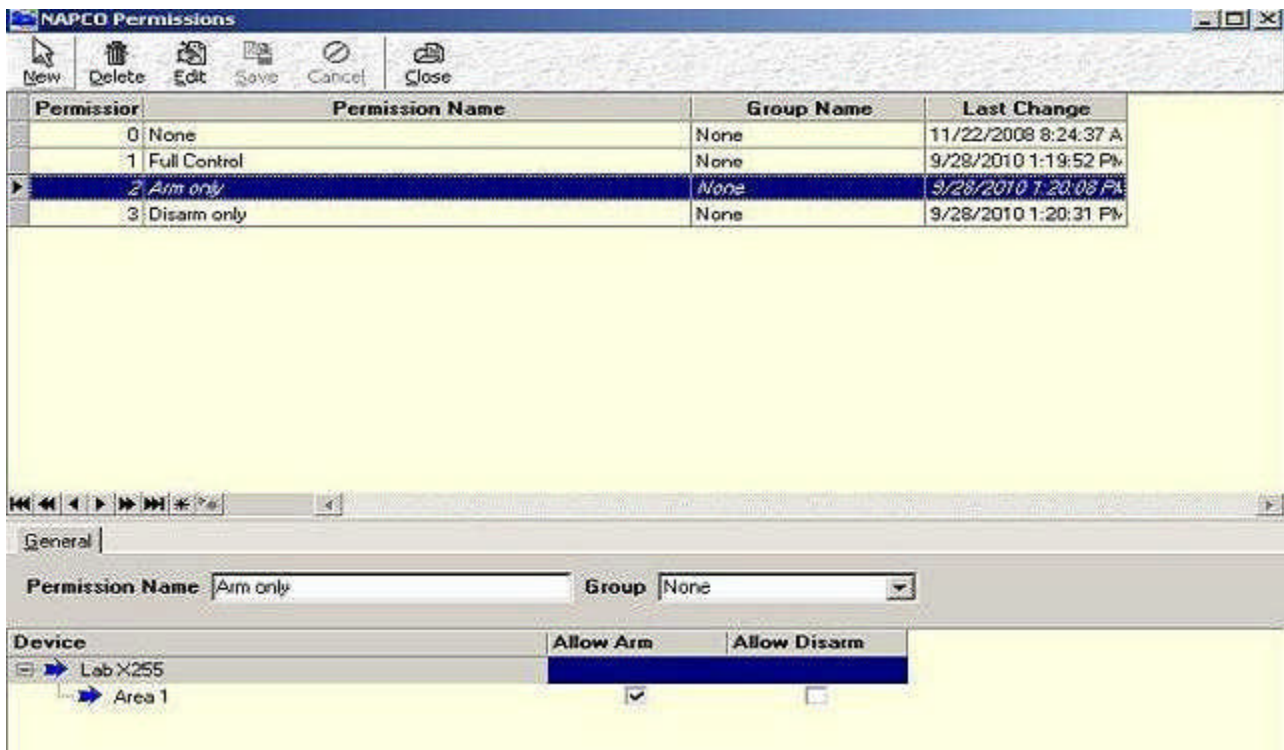 NAPCO Permissions
New Delete Edit Save Cancel Close
Permission Permission Name Group Name Last Change
0 None None 11/22/2008 8:24:37 A
1 Full Control None 9/28/2010 1:19:52 PM
2 Arm only None 9/28/2010 1:20:08 PM
3 Disarm only None 9/28/2010 1:20:31 PM
General
Permission Name Arm only Group None
Device Allow Arm Allow Disarm
Lab X255
Area 1